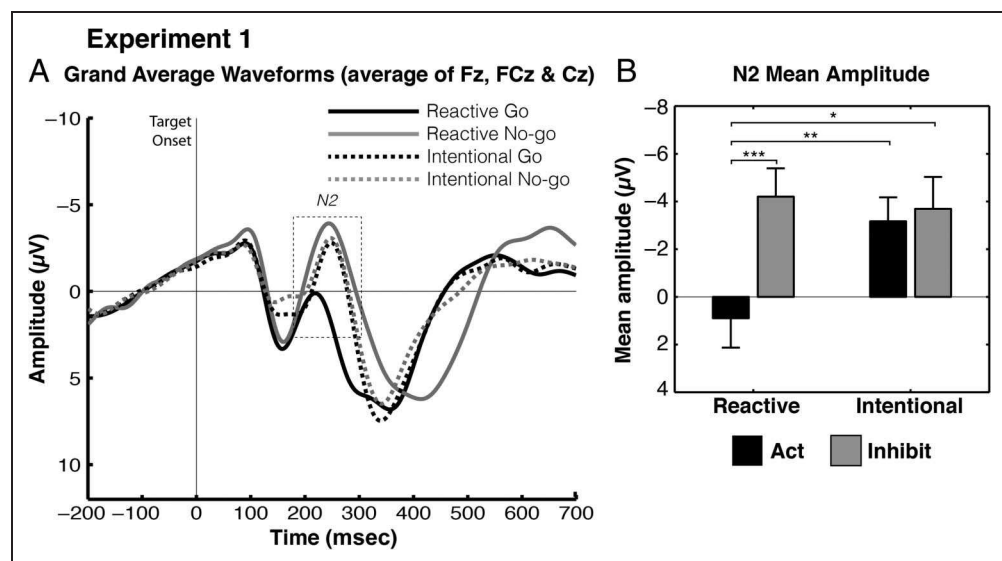 Experiment 1
A Grand Average Waveforms (average of Fz, FCz & Cz)
Target
Onset
Reactive Go
Reactive No-go
Intentional Go
Intentional No-go
N2
Amplitude (µV)
−10
−5
0
5
10
−200 −100 0 100 200 300 400 500 600 700
Time (msec)
B N2 Mean Amplitude
Mean amplitude (µV)
−8
−6
−4
−2
0
2
4
*
**
***
Reactive Intentional
Act Inhibit